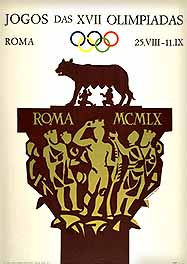 JOGOS DAS XVII OLIMPIADAS
ROMA 25.VIII-11.IX
ROMA MCMLX